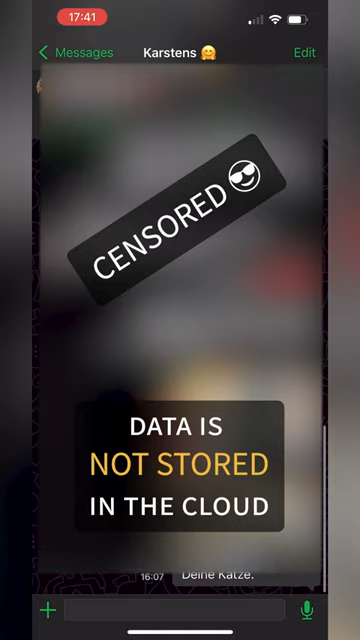 17:41
Messages
Karstens 🤗
Edit
CENSORED 😎
DATA IS
NOT STORED
IN THE CLOUD
16:07
Deine Katze.